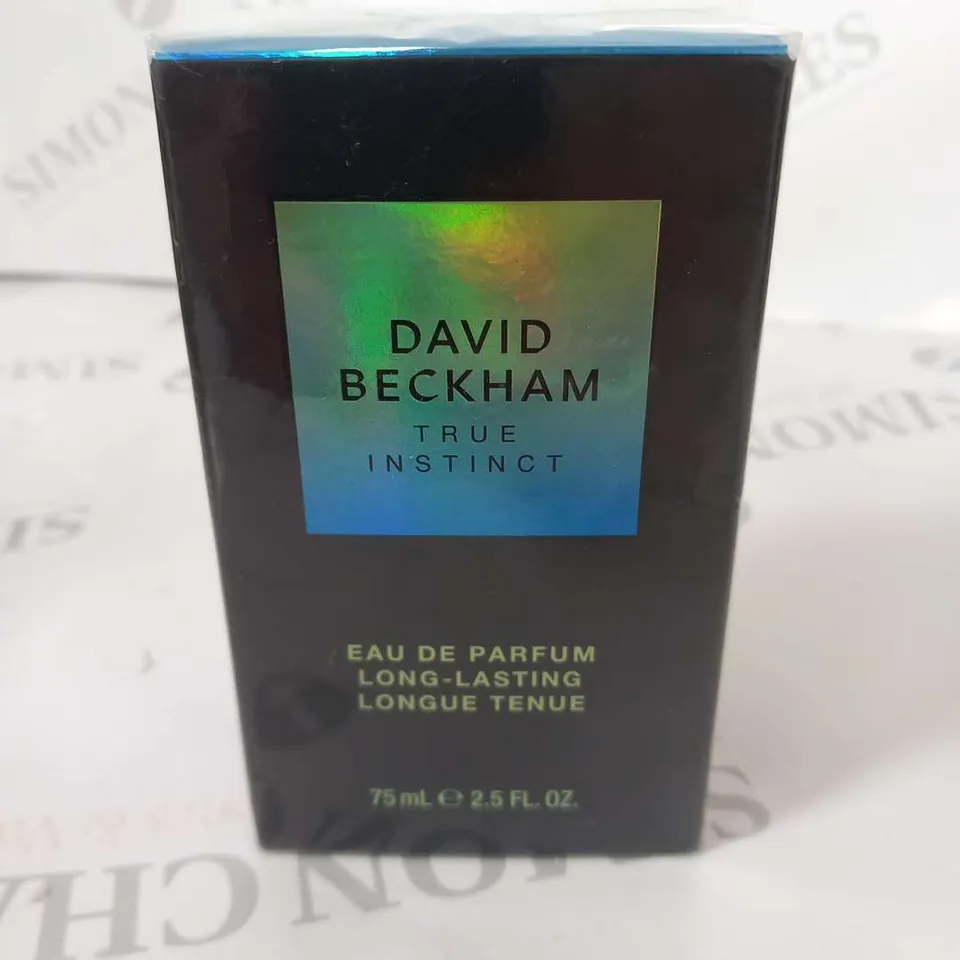 DAVID
BECKHAM
TRUE
INSTINCT
EAU DE PARFUM
LONG-LASTING
LONGUE TENUE
75 mL ℮ 2.5 FL. OZ.